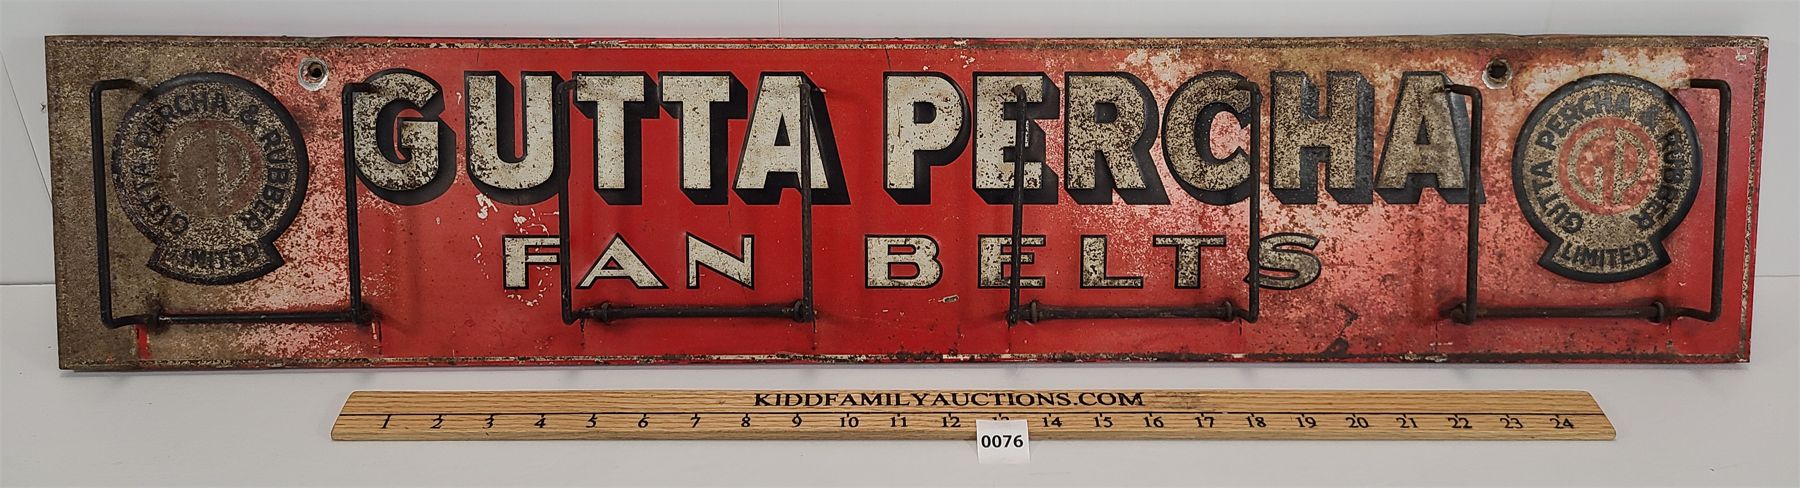 GUTTA PERCHA
FAN BELTS
GUTTA PERCHA & RUBBER
LIMITED
GP
GUTTA PERCHA & RUBBER
LIMITED
GP
KIDDFAMILYAUCTIONS.COM
1 2 3 4 5 6 7 8 9 10 11 12 13 14 15 16 17 18 19 20 21 22 23 24
0076